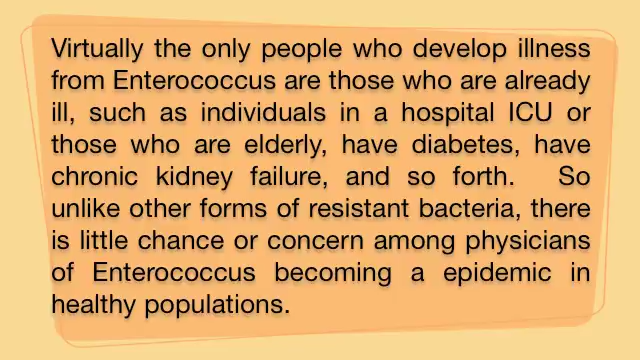 Virtually the only people who develop illness
from Enterococcus are those who are already
ill, such as individuals in a hospital ICU or
those who are elderly, have diabetes, have
chronic kidney failure, and so forth.  So
unlike other forms of resistant bacteria, there
is little chance or concern among physicians
of Enterococcus becoming a epidemic in
healthy populations.